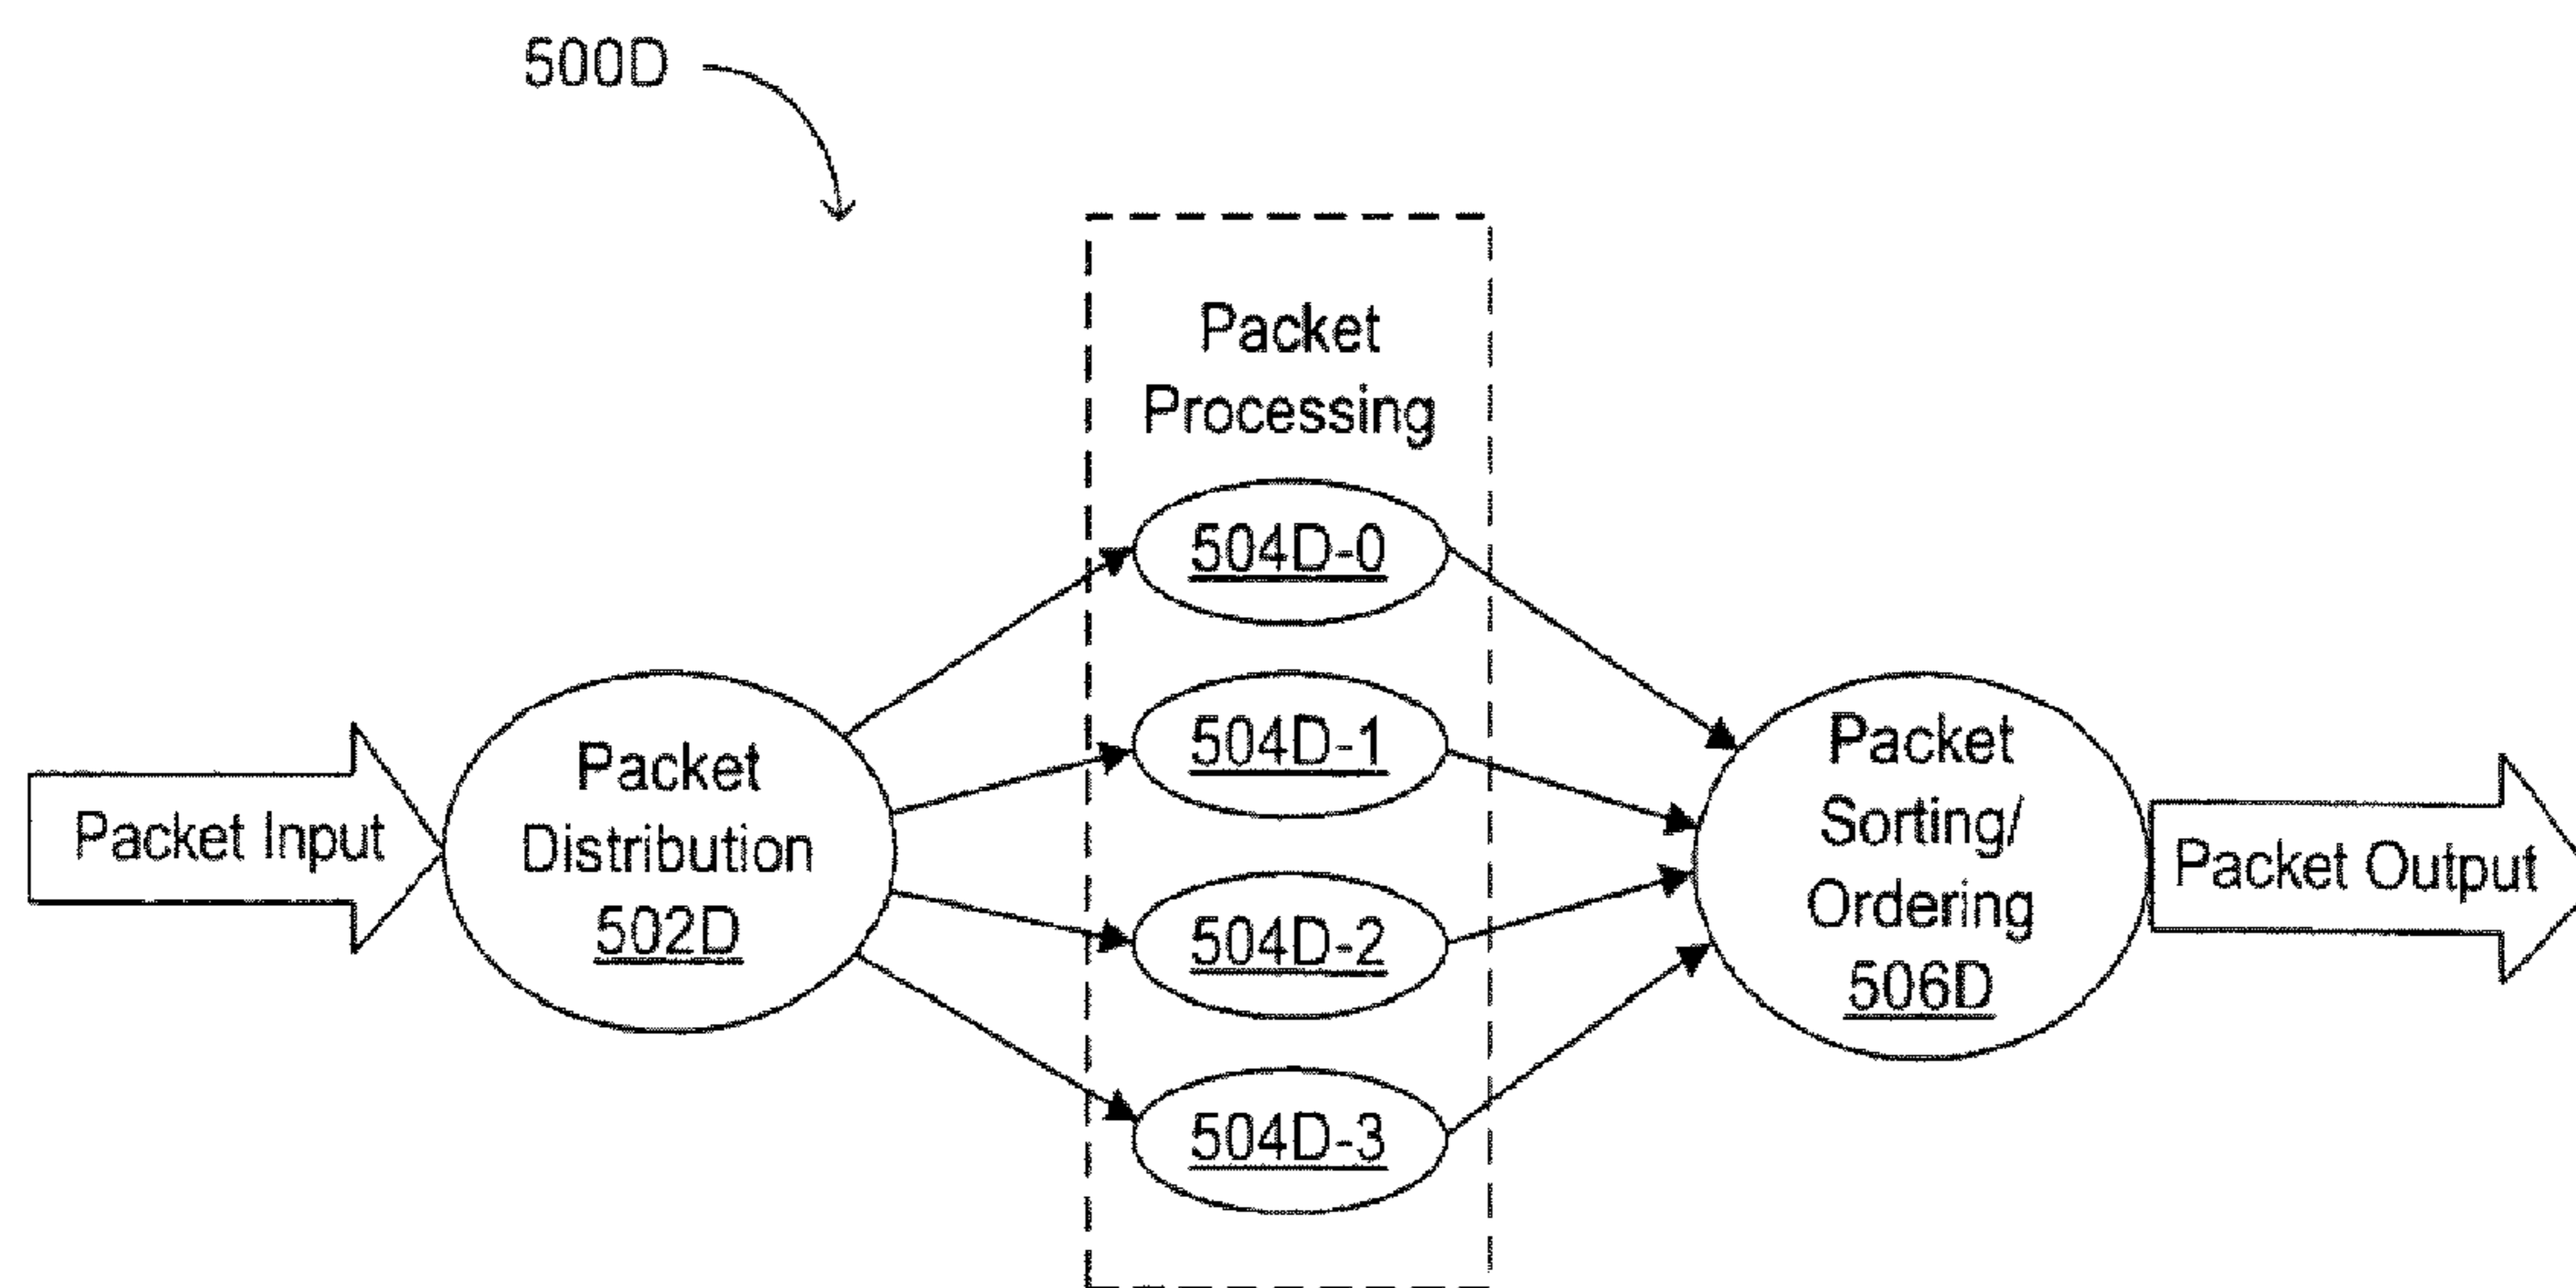 500D
Packet
Processing
504D-0
504D-1
504D-2
504D-3
Packet Input
Packet
Distribution
502D
Packet
Sorting/
Ordering
506D
Packet Output